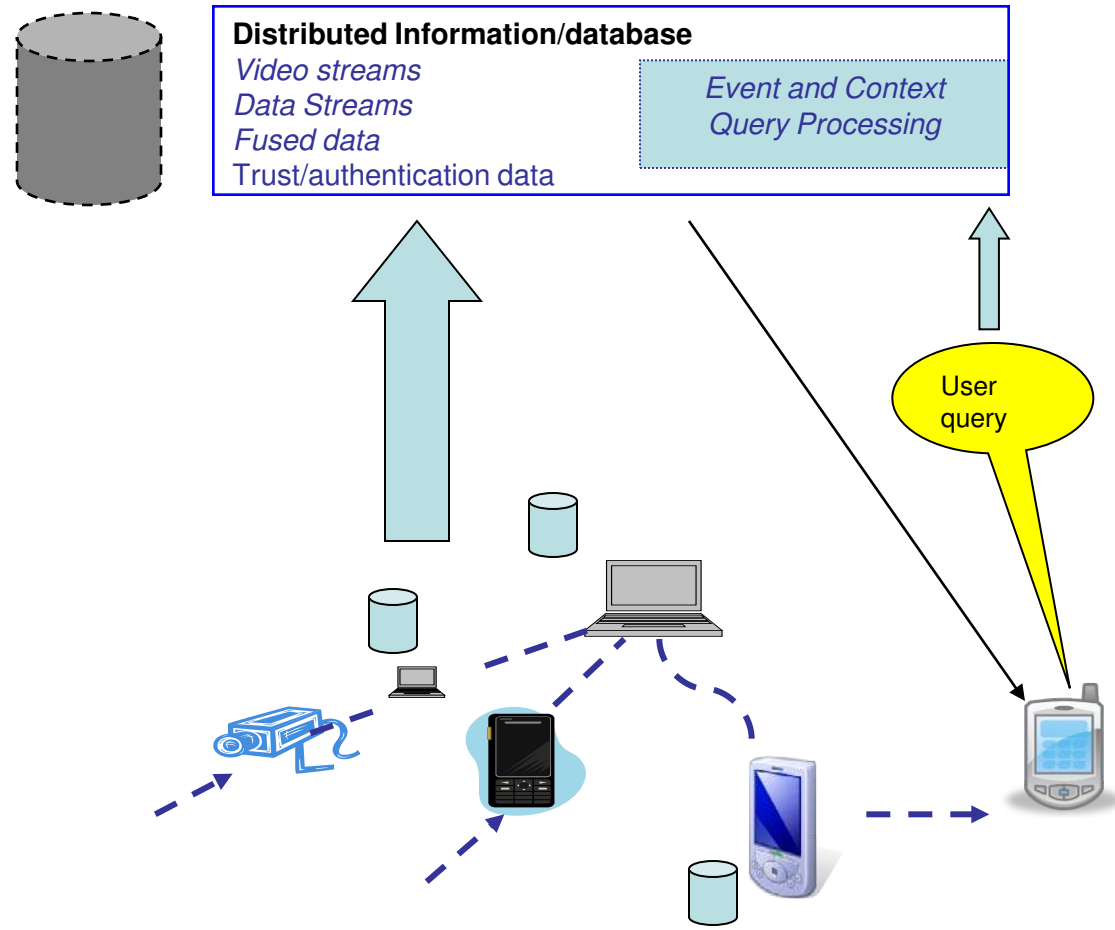 Distributed Information/database
Video streams
Data Streams
Fused data
Trust/authentication data
Event and Context
Query Processing
User
query